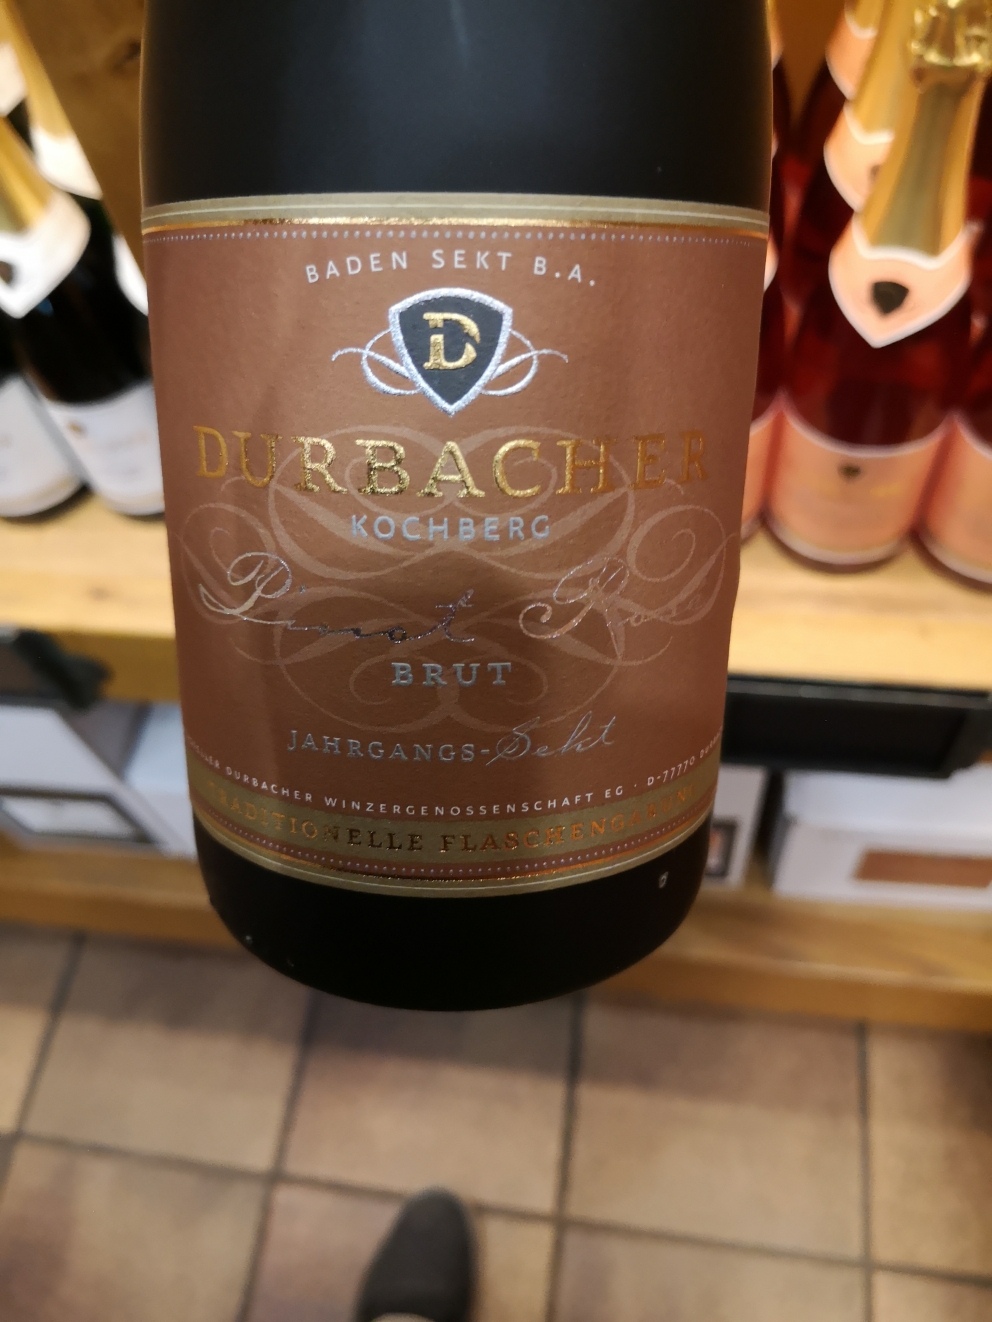 BADEN SEKT B.A.
D
DURBACHER
KOCHBERG
Pinot Rosé
BRUT
JAHRGANGS-Sekt
DURBACHER WINZERGENOSSENSCHAFT EG · D-77770
TRADITIONELLE FLASCHENGÄRUNG